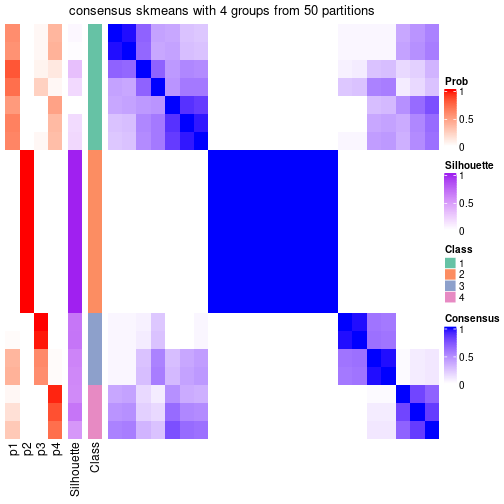 consensus skmeans with 4 groups from 50 partitions
Prob
1
0.5
0
Silhouette
1
0.5
0
Class
1
2
3
4
Consensus
1
0.5
0
p1
p2
p3
p4
Silhouette
Class